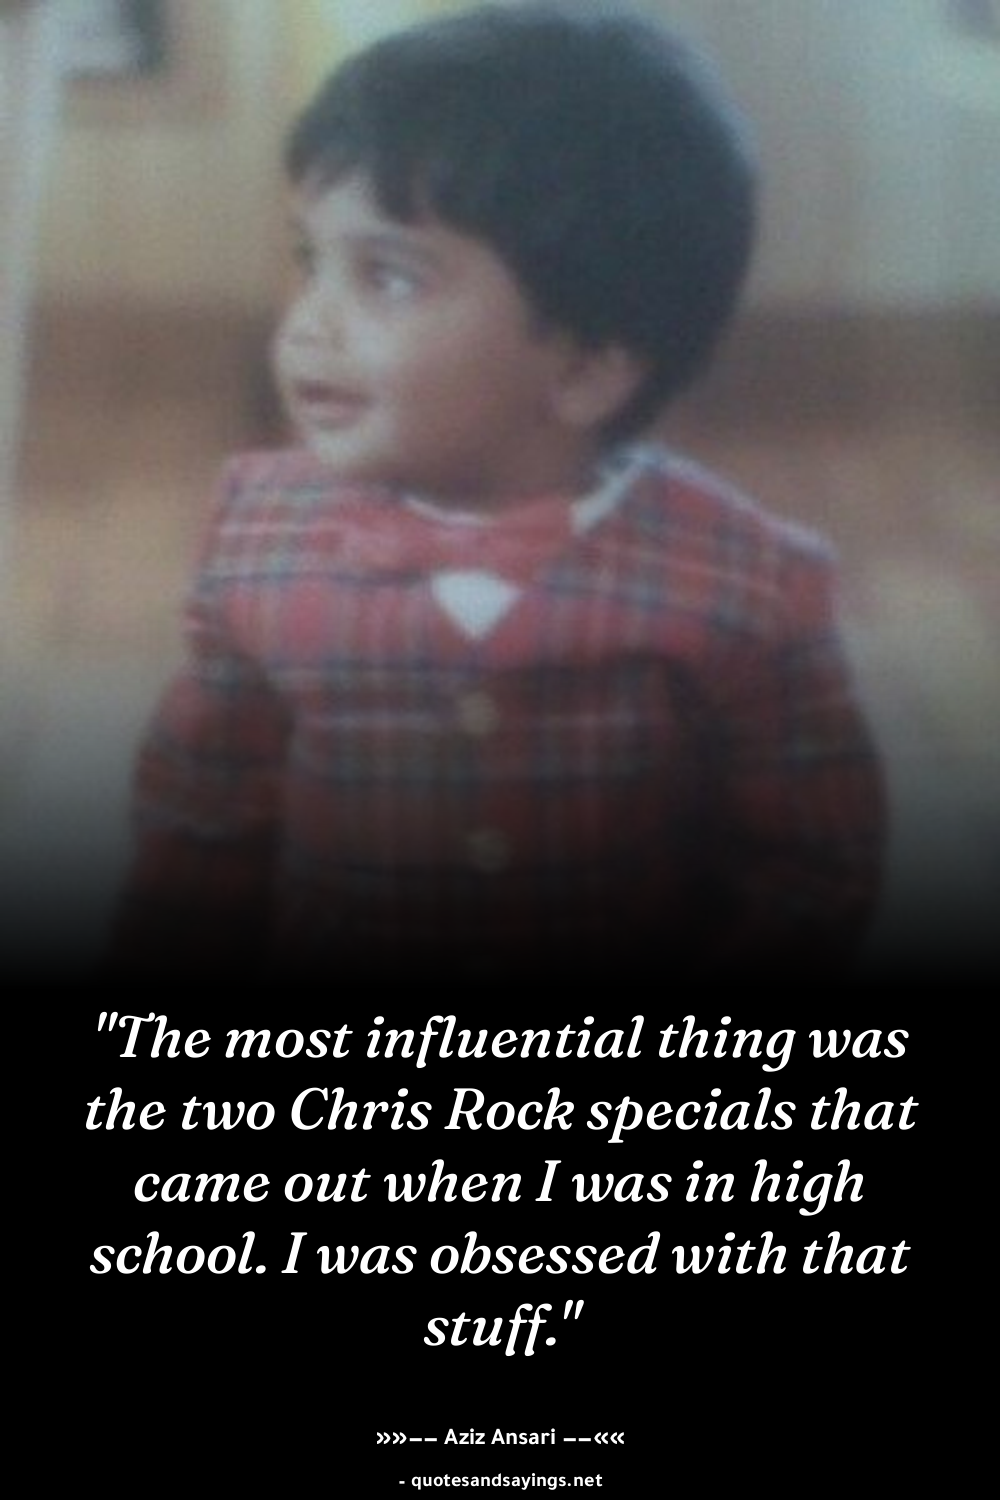 "The most influential thing was
the two Chris Rock specials that
came out when I was in high
school. I was obsessed with that
stuff."
»»–– Aziz Ansari ––««
- quotesandsayings.net